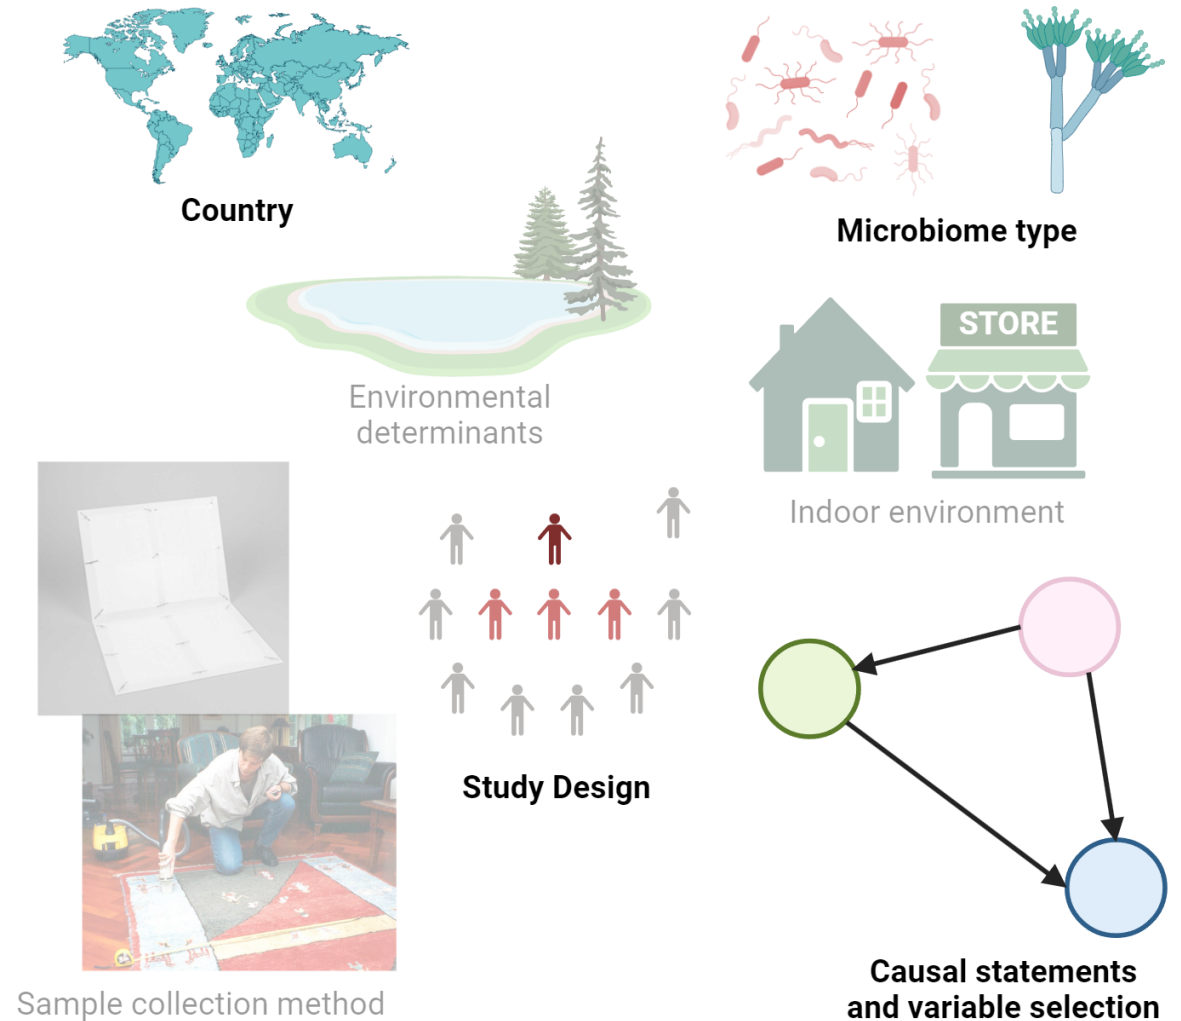 Country
Microbiome type
Environmental
determinants
STORE
Indoor environment
Study Design
Sample collection method
Causal statements
and variable selection